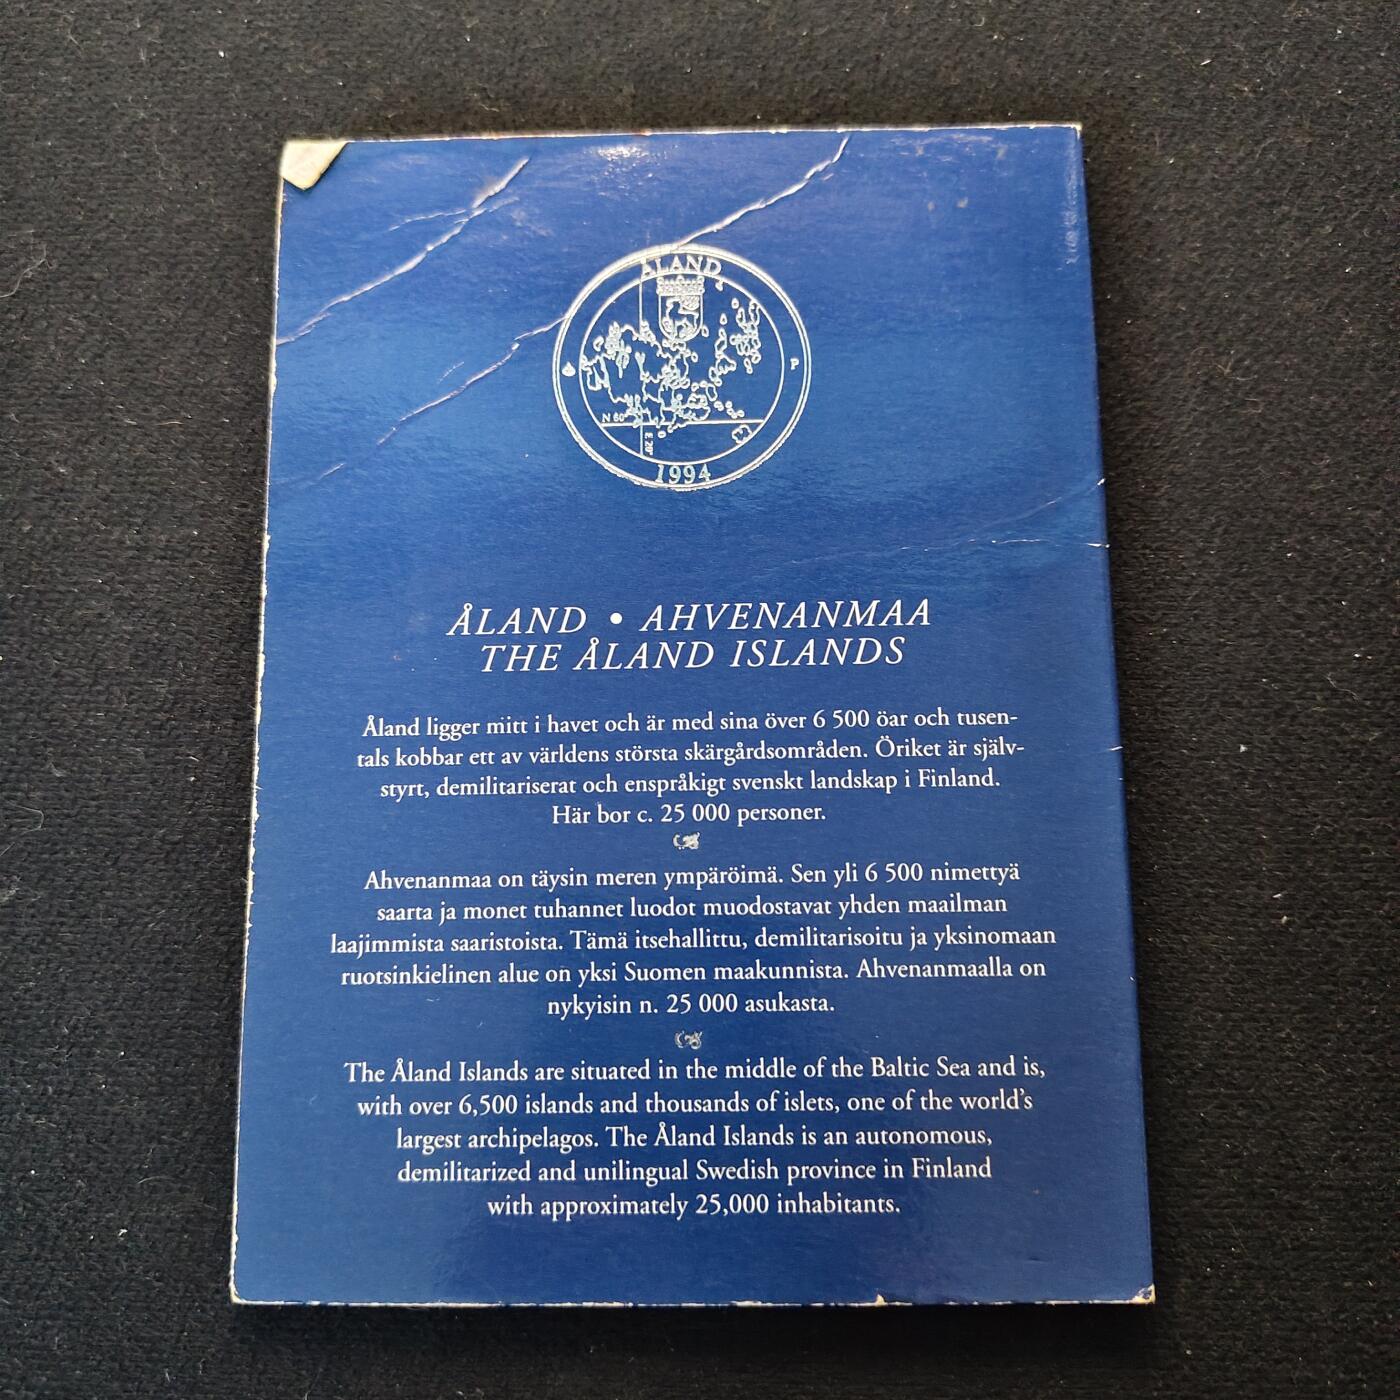 ÅLAND
P
N 60°
E 20°
1994
ÅLAND • AHVENANMAA
THE ÅLAND ISLANDS
Åland ligger mitt i havet och är med sina över 6 500 öar och tusen-
tals kobbar ett av världens största skärgårdsområden. Öriket är själv-
styrt, demilitariserat och enspråkigt svenskt landskap i Finland.
Här bor c. 25 000 personer.
Ahvenanmaa on täysin meren ympäröimä. Sen yli 6 500 nimettyä
saarta ja monet tuhannet luodot muodostavat yhden maailman
laajimmista saaristoista. Tämä itsehallittu, demilitarisoitu ja yksinomaan
ruotsinkielinen alue on yksi Suomen maakunnista. Ahvenanmaalla on
nykyisin n. 25 000 asukasta.
The Åland Islands are situated in the middle of the Baltic Sea and is,
with over 6,500 islands and thousands of islets, one of the world's
largest archipelagos. The Åland Islands is an autonomous,
demilitarized and unilingual Swedish province in Finland
with approximately 25,000 inhabitants.